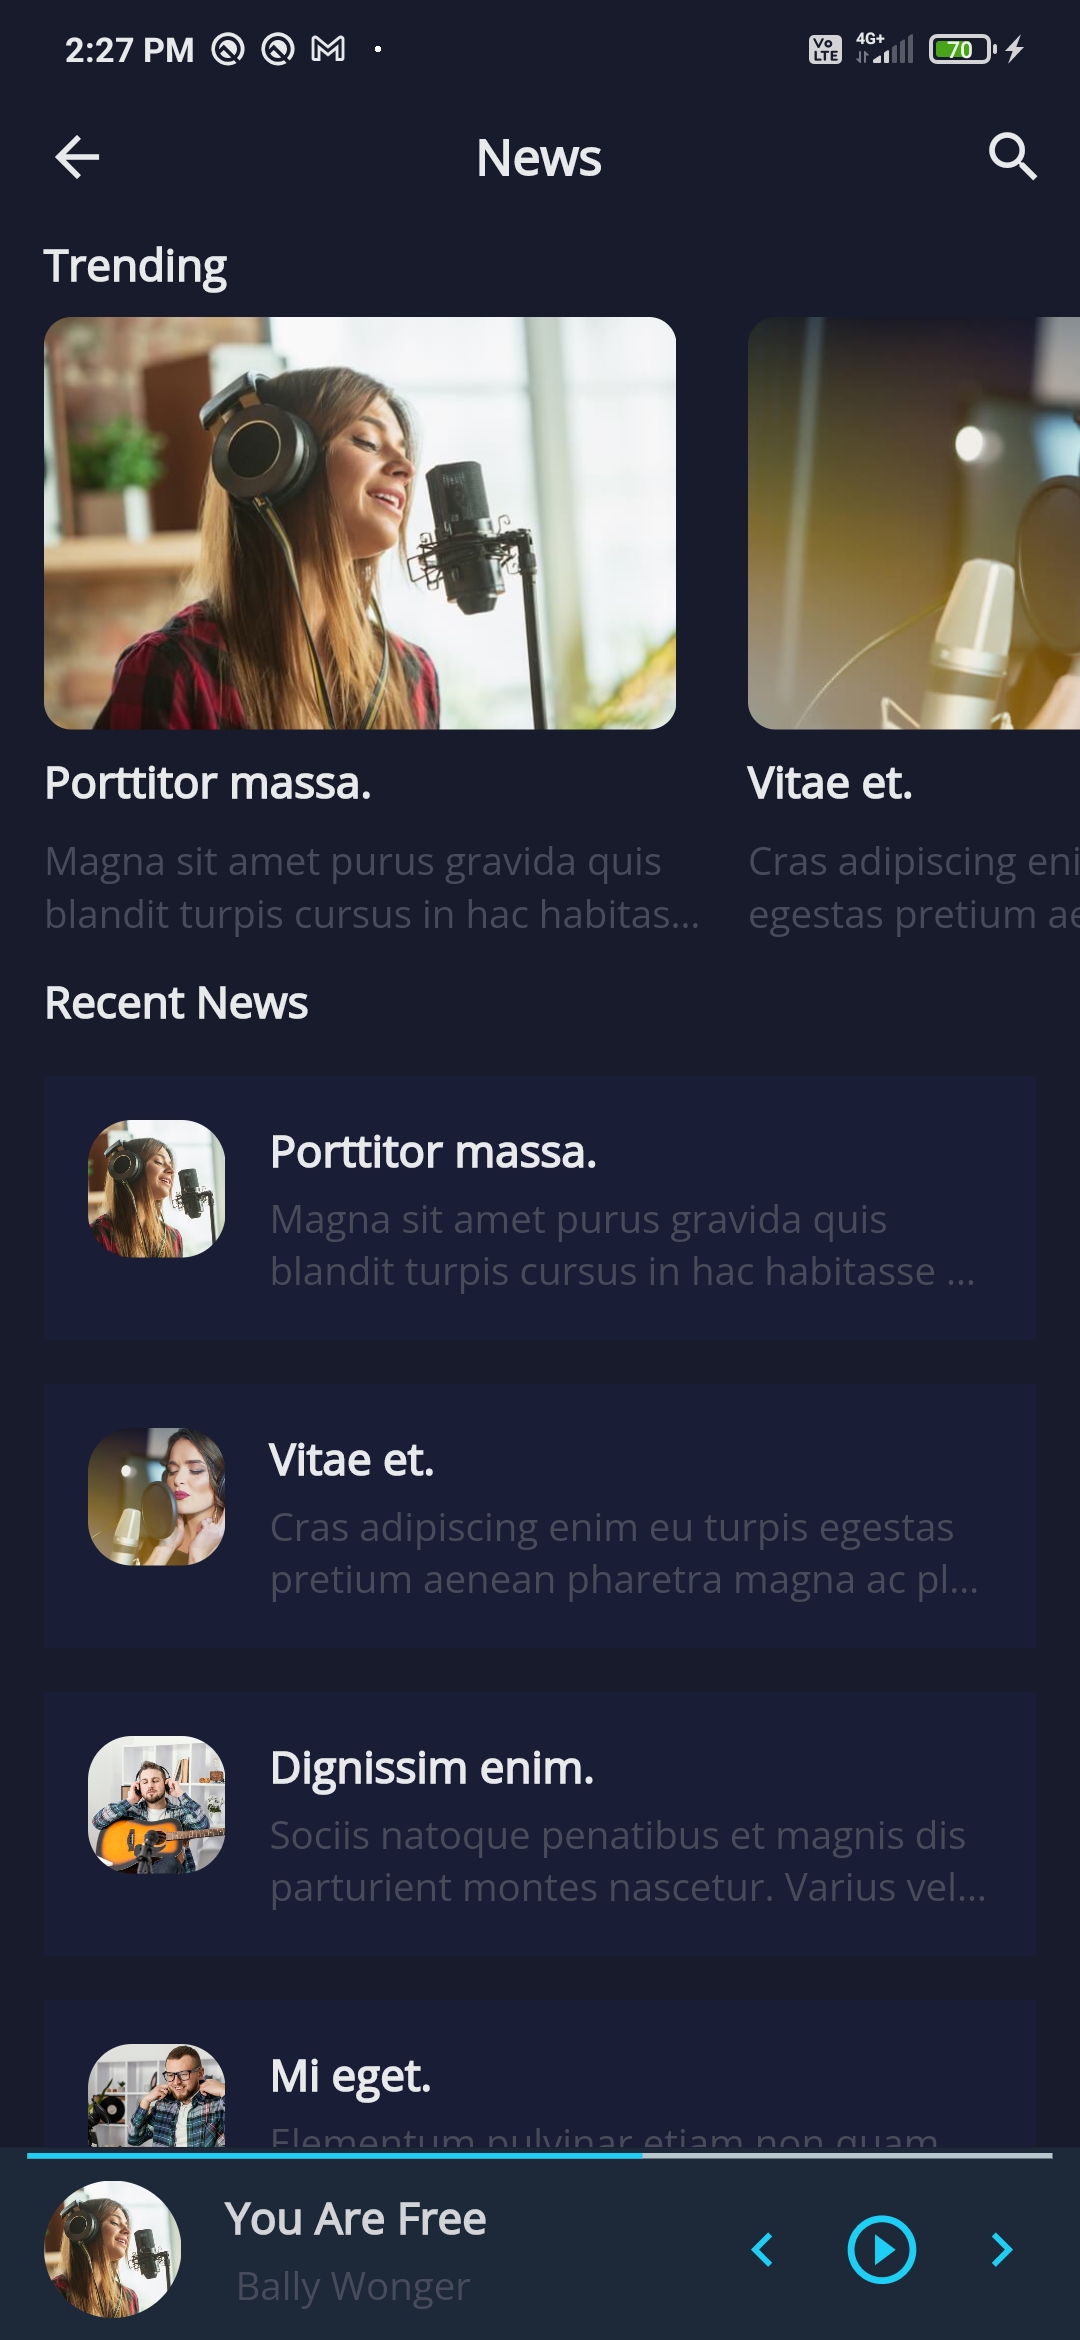 2:27 PM
Vo LTE 4G+ 70
News
Trending
Porttitor massa.
Magna sit amet purus gravida quis
blandit turpis cursus in hac habitas...
Vitae et.
Cras adipiscing eni
egestas pretium ae
Recent News
Porttitor massa.
Magna sit amet purus gravida quis
blandit turpis cursus in hac habitasse ...
Vitae et.
Cras adipiscing enim eu turpis egestas
pretium aenean pharetra magna ac pl...
Dignissim enim.
Sociis natoque penatibus et magnis dis
parturient montes nascetur. Varius vel...
Mi eget.
Elementum pulvinar etiam non quam
You Are Free
Bally Wonger